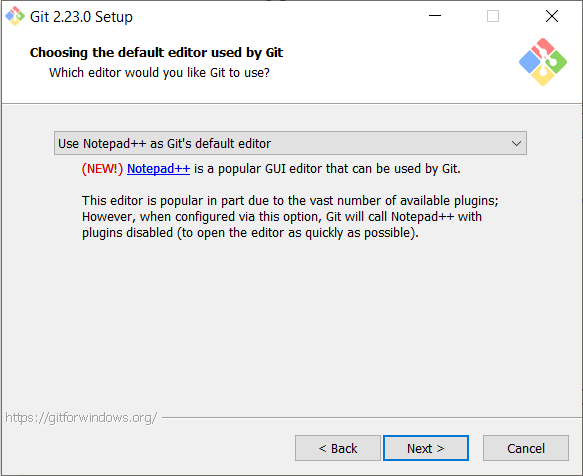 Git 2.23.0 Setup
Choosing the default editor used by Git
Which editor would you like Git to use?
Use Notepad++ as Git's default editor
(NEW!) Notepad++ is a popular GUI editor that can be used by Git.
This editor is popular in part due to the vast number of available plugins;
However, when configured via this option, Git will call Notepad++ with
plugins disabled (to open the editor as quickly as possible).
https://gitforwindows.org/
< Back
Next >
Cancel